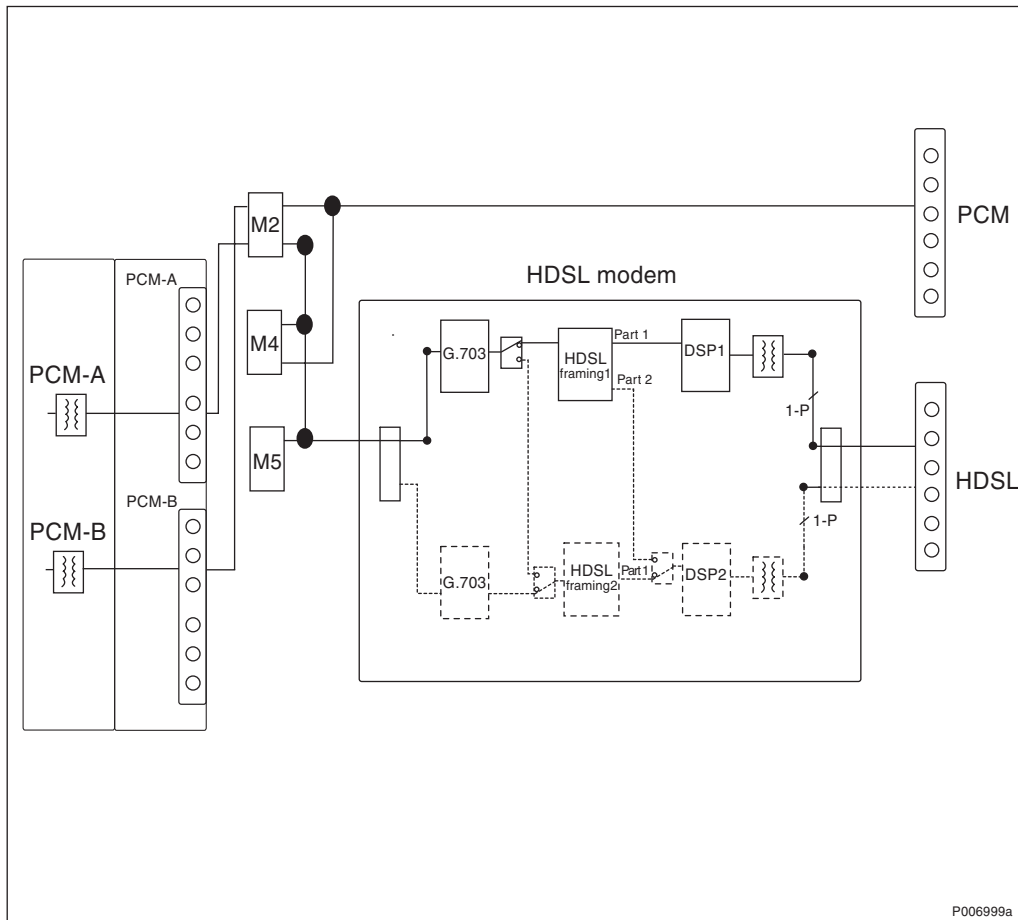 PCM
M2
HDSL modem
PCM-A
M4
G.703
HDSL
framing1
Part 1
Part 2
DSP1
PCM-A
1-P
M5
HDSL
PCM-B
PCM-B
1-P
G.703
HDSL
framing2
Part1
DSP2
P006999a